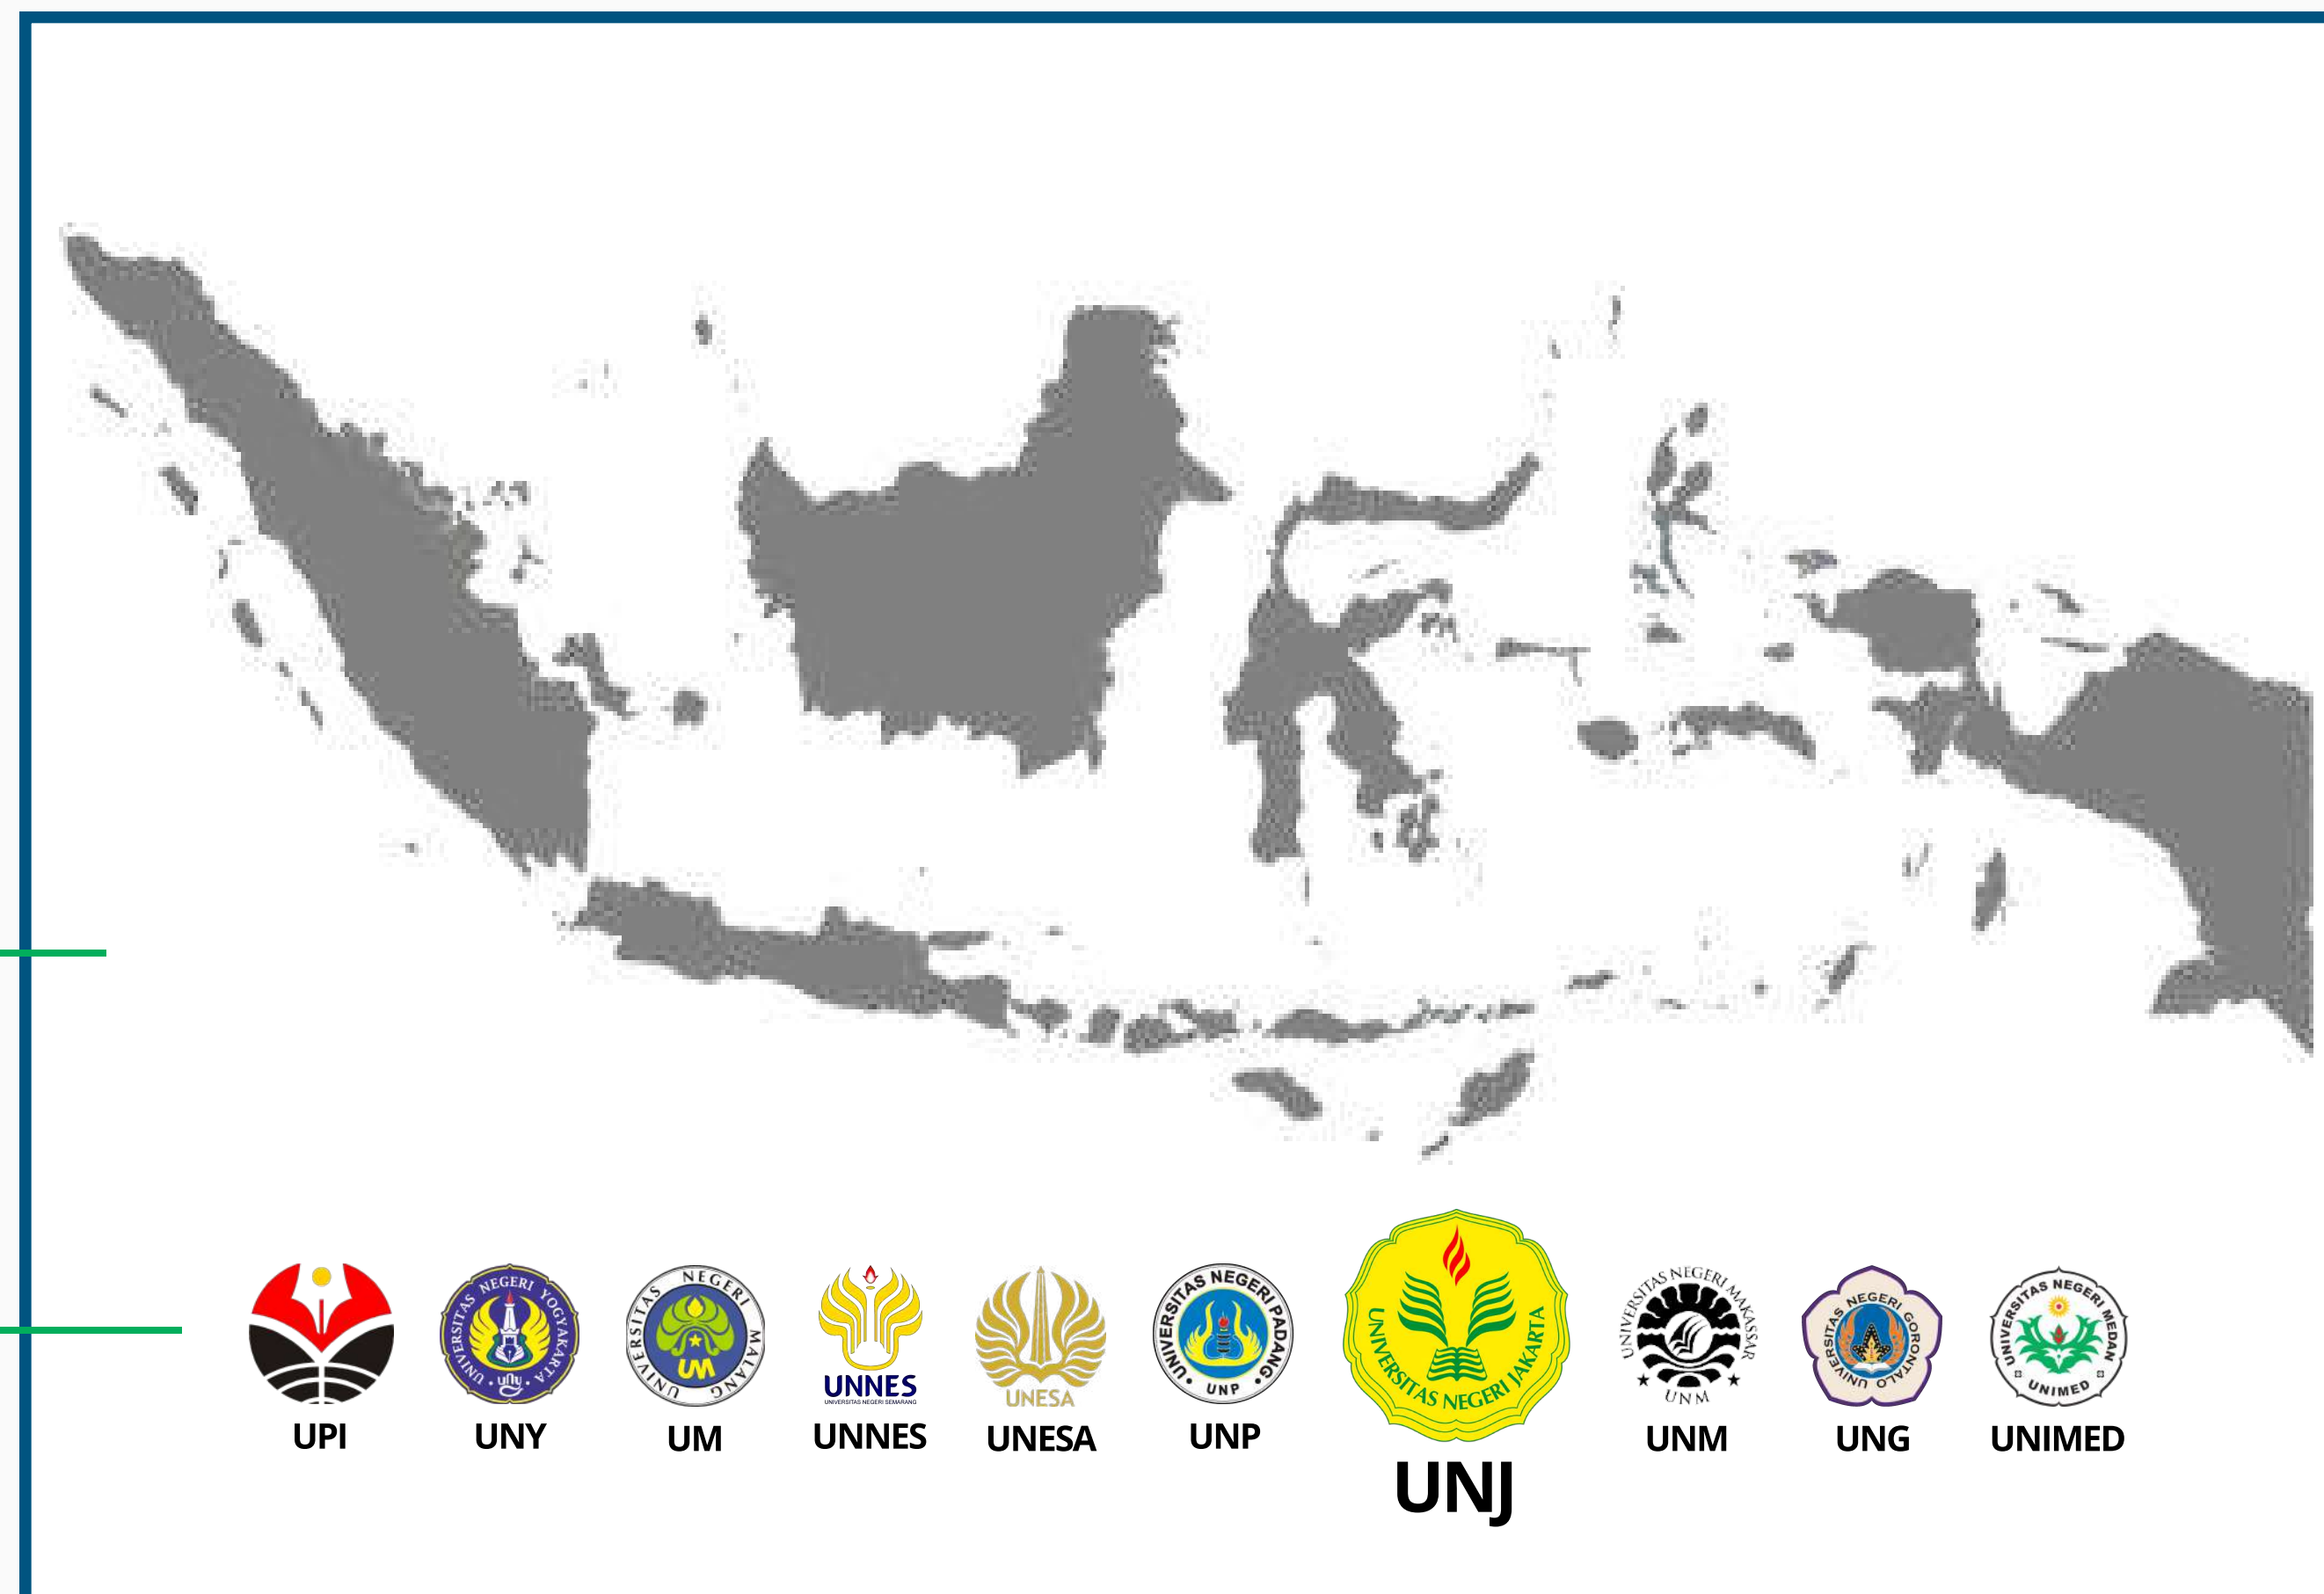 UNIVERSITAS NEGERI YOGYAKARTA
UNY
UNIVERSITAS NEGERI MALANG
UM
UNNES
UNIVERSITAS NEGERI SEMARANG
UNESA
UNIVERSITAS NEGERI PADANG
UNP
UNIVERSITAS NEGERI JAKARTA
UNIVERSITAS NEGERI MAKASSAR
UNM
UNIVERSITAS NEGERI GORONTALO
UNIVERSITAS NEGERI MEDAN
UNIMED
UPI
UNY
UM
UNNES
UNESA
UNP
UNJ
UNM
UNG
UNIMED